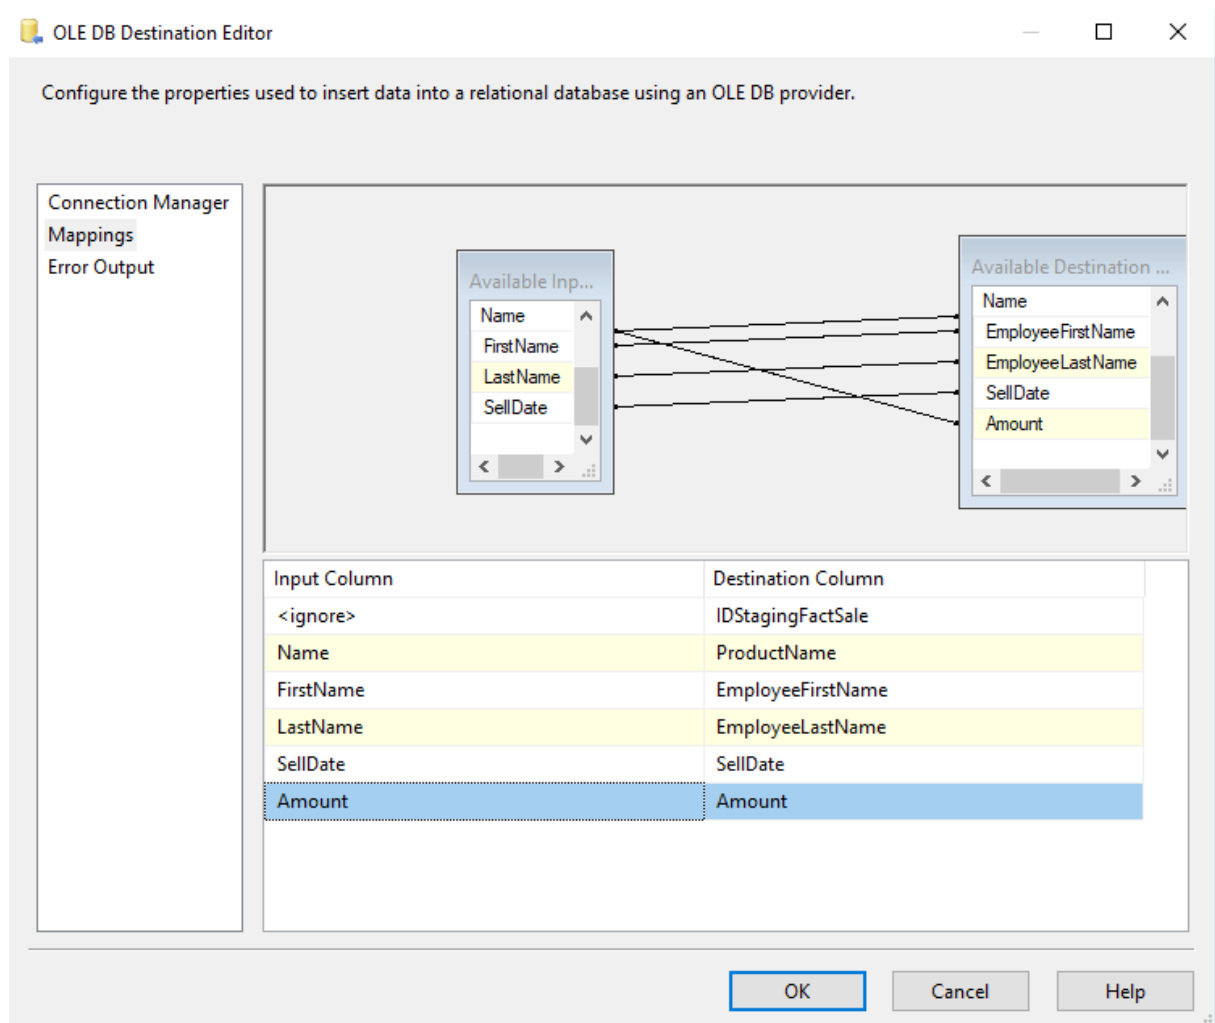 OLE DB Destination Editor
Configure the properties used to insert data into a relational database using an OLE DB provider.
Connection Manager
Mappings
Error Output
Available Inp...
Name
FirstName
LastName
SellDate
Available Destination ...
Name
EmployeeFirstName
EmployeeLastName
SellDate
Amount
Input Column Destination Column
<ignore> IDStagingFactSale
Name ProductName
FirstName EmployeeFirstName
LastName EmployeeLastName
SellDate SellDate
Amount Amount
OK Cancel Help